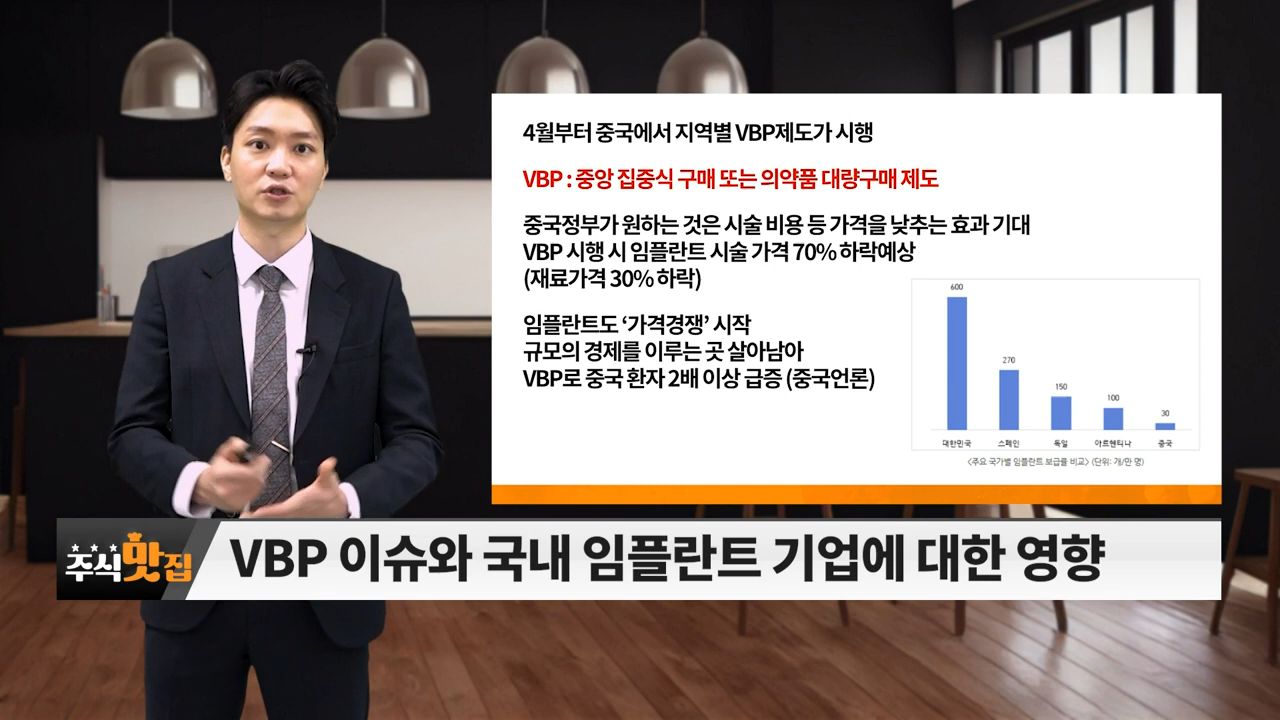 4월부터 중국에서 지역별 VBP제도가 시행
VBP : 중앙 집중식 구매 또는 의약품 대량구매 제도
중국정부가 원하는 것은 시술 비용 등 가격을 낮추는 효과 기대
VBP 시행 시 임플란트 시술 가격 70% 하락예상
(재료가격 30% 하락)
임플란트도 ‘가격경쟁’ 시작
규모의 경제를 이루는 곳 살아남아
VBP로 중국 환자 2배 이상 급증 (중국언론)
600
270
150
100
30
대한민국
스페인
독일
아르헨티나
중국
<주요 국가별 임플란트 보급률 비교> (단위: 개/만 명)
주식맛집
VBP 이슈와 국내 임플란트 기업에 대한 영향